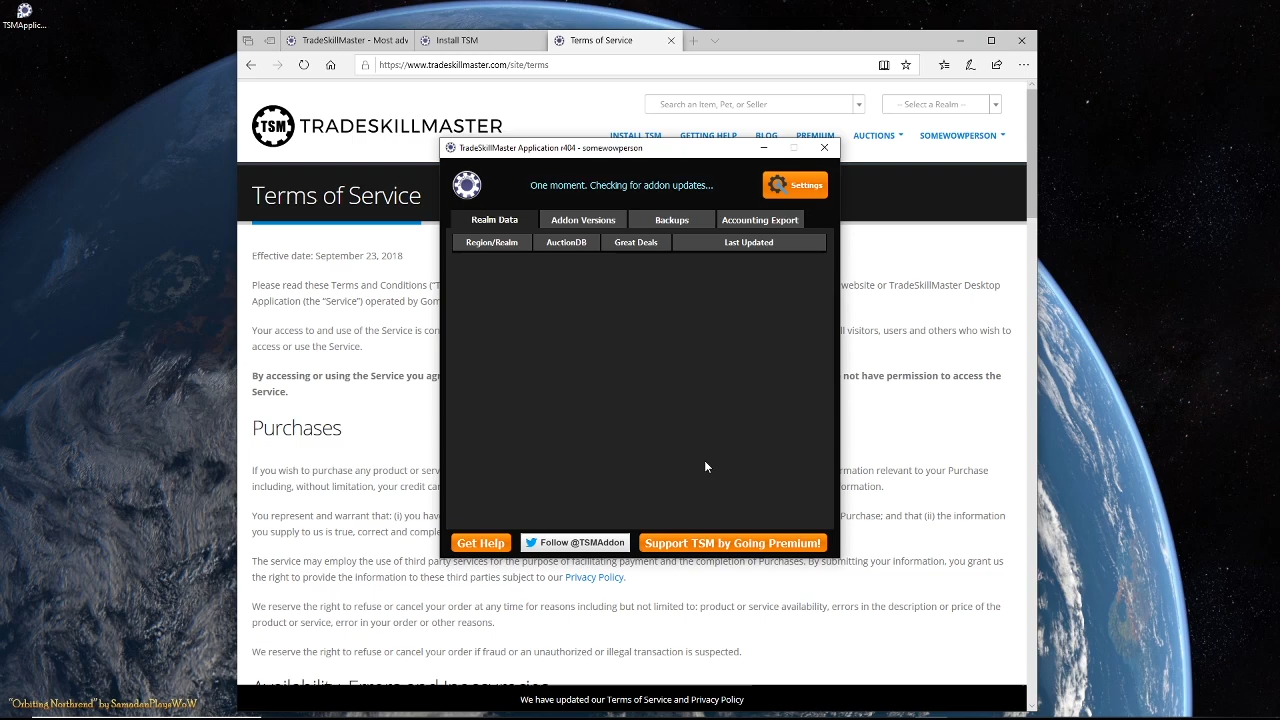 TSMApplic...
TradeSkillMaster - Most adv
Install TSM
Terms of Service
https://www.tradeskillmaster.com/site/terms
TSM TRADESKILLMASTER
Search an Item, Pet, or Seller
-- Select a Realm --
INSTALL TSM GETTING HELP BLOG PREMIUM AUCTIONS SOMEWOWPERSON
TradeSkillMaster Application r404 - somewowperson
One moment. Checking for addon updates...
Settings
Realm Data Addon Versions Backups Accounting Export
Region/Realm AuctionDB Great Deals Last Updated
Get Help
Follow @TSMAddon
Support TSM by Going Premium!
Terms of Service
Effective date: September 23, 2018
Please read these Terms and Conditions ("T website or TradeSkillMaster Desktop
Application (the "Service") operated by Gom
Your access to and use of the Service is con ll visitors, users and others who wish to
access or use the Service.
By accessing or using the Service you agr not have permission to access the
Service.
Purchases
If you wish to purchase any product or serv rmation relevant to your Purchase
including, without limitation, your credit car ormation.
You represent and warrant that: (i) you hav Purchase; and that (ii) the information
you supply to us is true, correct and comple
The service may employ the use of third party services for the purpose of facilitating payment and the completion of Purchases. By submitting your information, you grant
us the right to provide the information to these third parties subject to our Privacy Policy.
We reserve the right to refuse or cancel your order at any time for reasons including but not limited to: product or service availability, errors in the description or price of the
product or service, error in your order or other reasons.
We reserve the right to refuse or cancel your order if fraud or an unauthorized or illegal transaction is suspected.
Availability, Errors and Inaccuracies
We have updated our Terms of Service and Privacy Policy
"Orbiting Northrend" by SamadanPlaysWoW